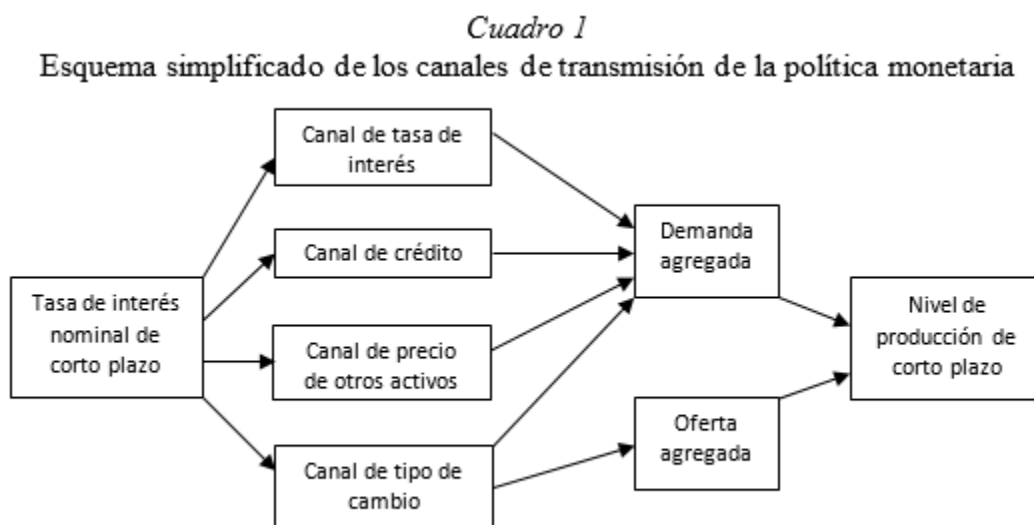 Cuadro 1
Esquema simplificado de los canales de transmisión de la política monetaria
Canal de tasa de
interés
Canal de crédito
Tasa de interés
nominal de
corto plazo
Canal de precio
de otros activos
Canal de tipo de
cambio
Demanda
agregada
Oferta
agregada
Nivel de
producción de
corto plazo